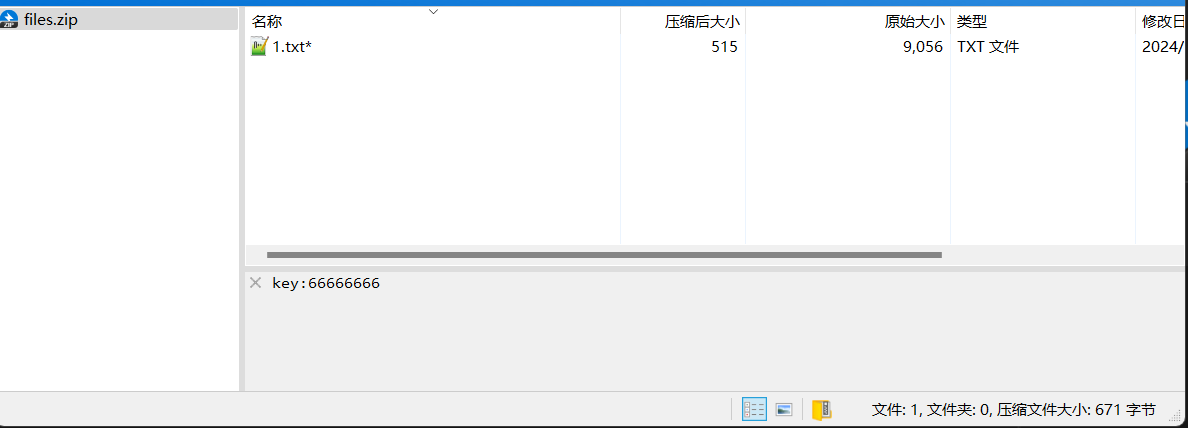 files.zip
名称 压缩后大小 原始大小 类型 修改日
1.txt* 515 9,056 TXT 文件 2024/
key:66666666
文件: 1, 文件夹: 0, 压缩文件大小: 671 字节